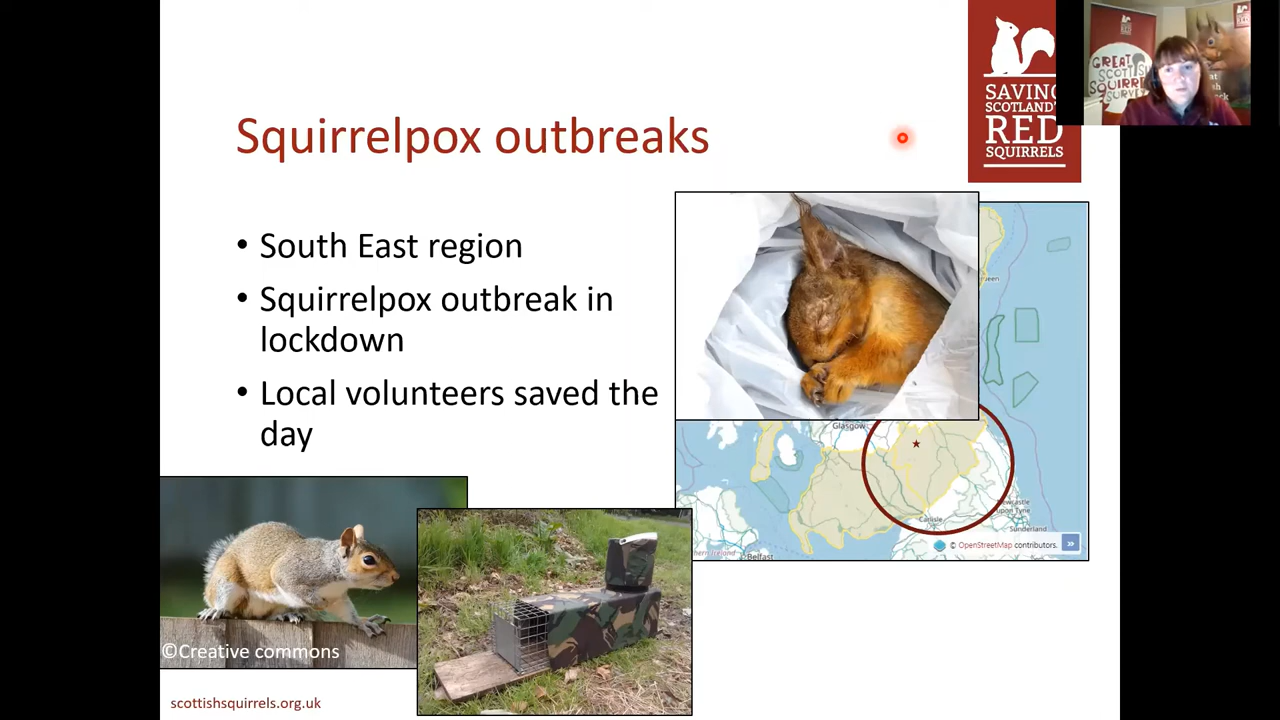 Squirrelpox outbreaks
SAVING
SCOTLAND'S
RED
SQUIRRELS
GREAT
SCOTTISH
SQUIRREL
SURVEY
• South East region
• Squirrelpox outbreak in
lockdown
• Local volunteers saved the
day
Glasgow
Carlisle
Newcastle
upon Tyne
Sunderland
Belfast
© OpenStreetMap contributors.
»
©Creative commons
scottishsquirrels.org.uk